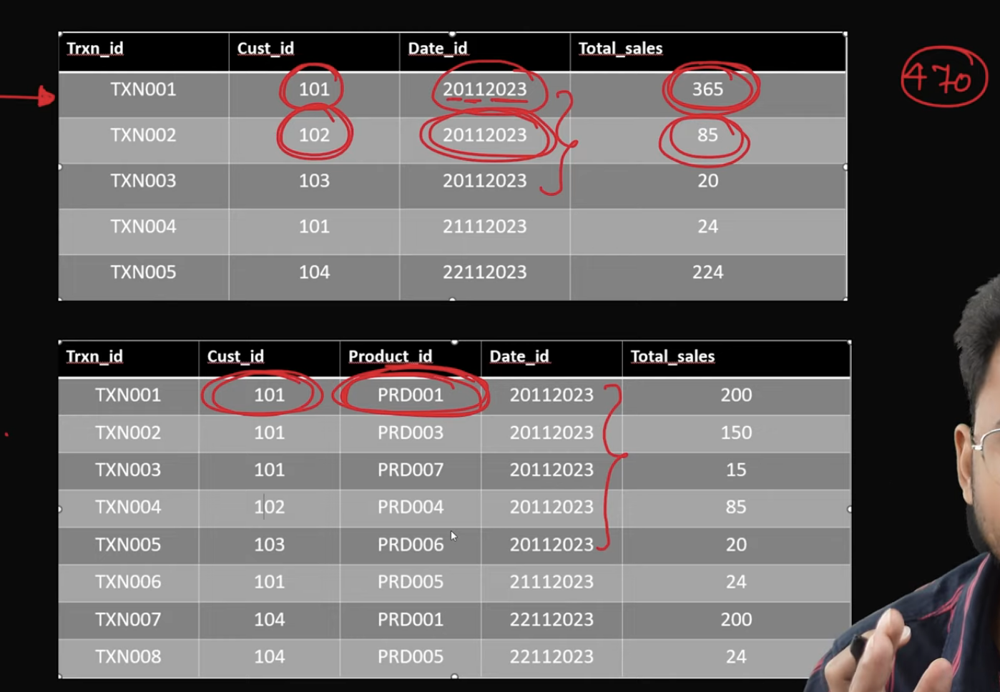 Trxn_id Cust_id Date_id Total_sales
TXN001 101 20112023 365
470
TXN002 102 20112023 85
TXN003 103 20112023 20
TXN004 101 21112023 24
TXN005 104 22112023 224
Trxn_id Cust_id Product_id Date_id Total_sales
TXN001 101 PRD001 20112023 200
TXN002 101 PRD003 20112023 150
TXN003 101 PRD007 20112023 15
TXN004 102 PRD004 20112023 85
TXN005 103 PRD006 20112023 20
TXN006 101 PRD005 21112023 24
TXN007 104 PRD001 22112023 200
TXN008 104 PRD005 22112023 24